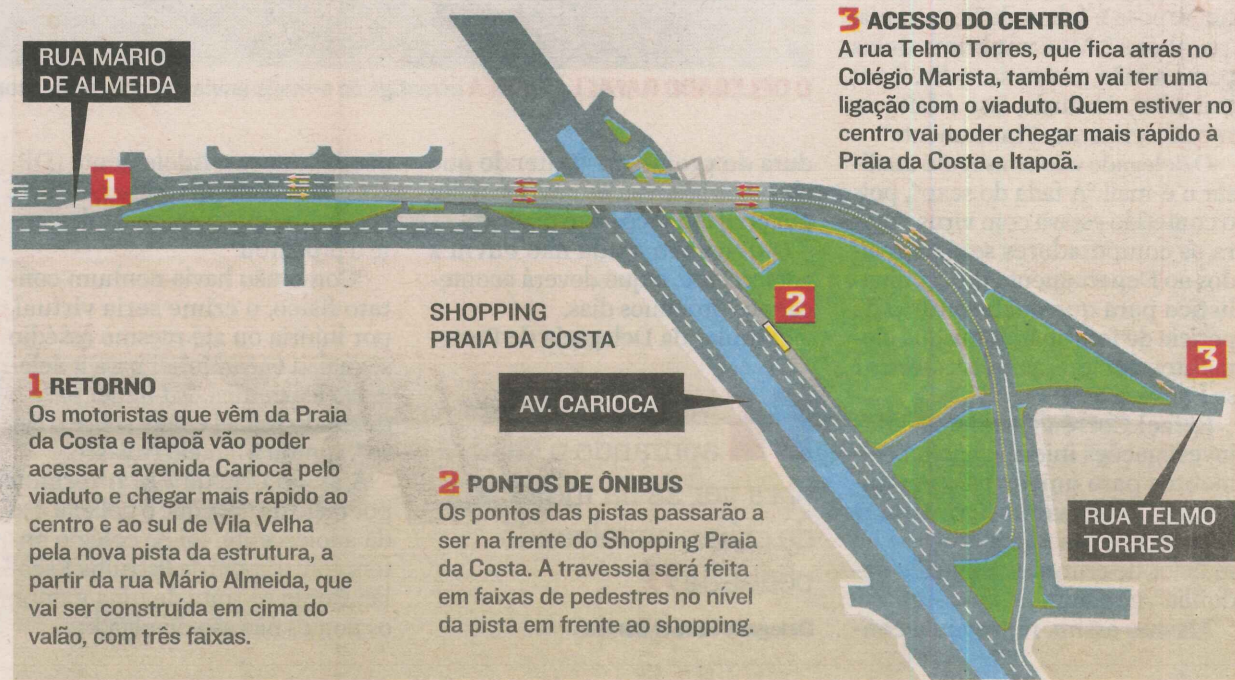 RUA MÁRIO
DE ALMEIDA
1
3 ACESSO DO CENTRO
A rua Telmo Torres, que fica atrás no
Colégio Marista, também vai ter uma
ligação com o viaduto. Quem estiver no
centro vai poder chegar mais rápido à
Praia da Costa e Itapoã.
2
SHOPPING
PRAIA DA COSTA
3
AV. CARIOCA
1 RETORNO
Os motoristas que vêm da Praia
da Costa e Itapoã vão poder
acessar a avenida Carioca pelo
viaduto e chegar mais rápido ao
centro e ao sul de Vila Velha
pela nova pista da estrutura, a
partir da rua Mário Almeida, que
vai ser construída em cima do
valão, com três faixas.
2 PONTOS DE ÔNIBUS
Os pontos das pistas passarão a
ser na frente do Shopping Praia
da Costa. A travessia será feita
em faixas de pedestres no nível
da pista em frente ao shopping.
RUA TELMO
TORRES